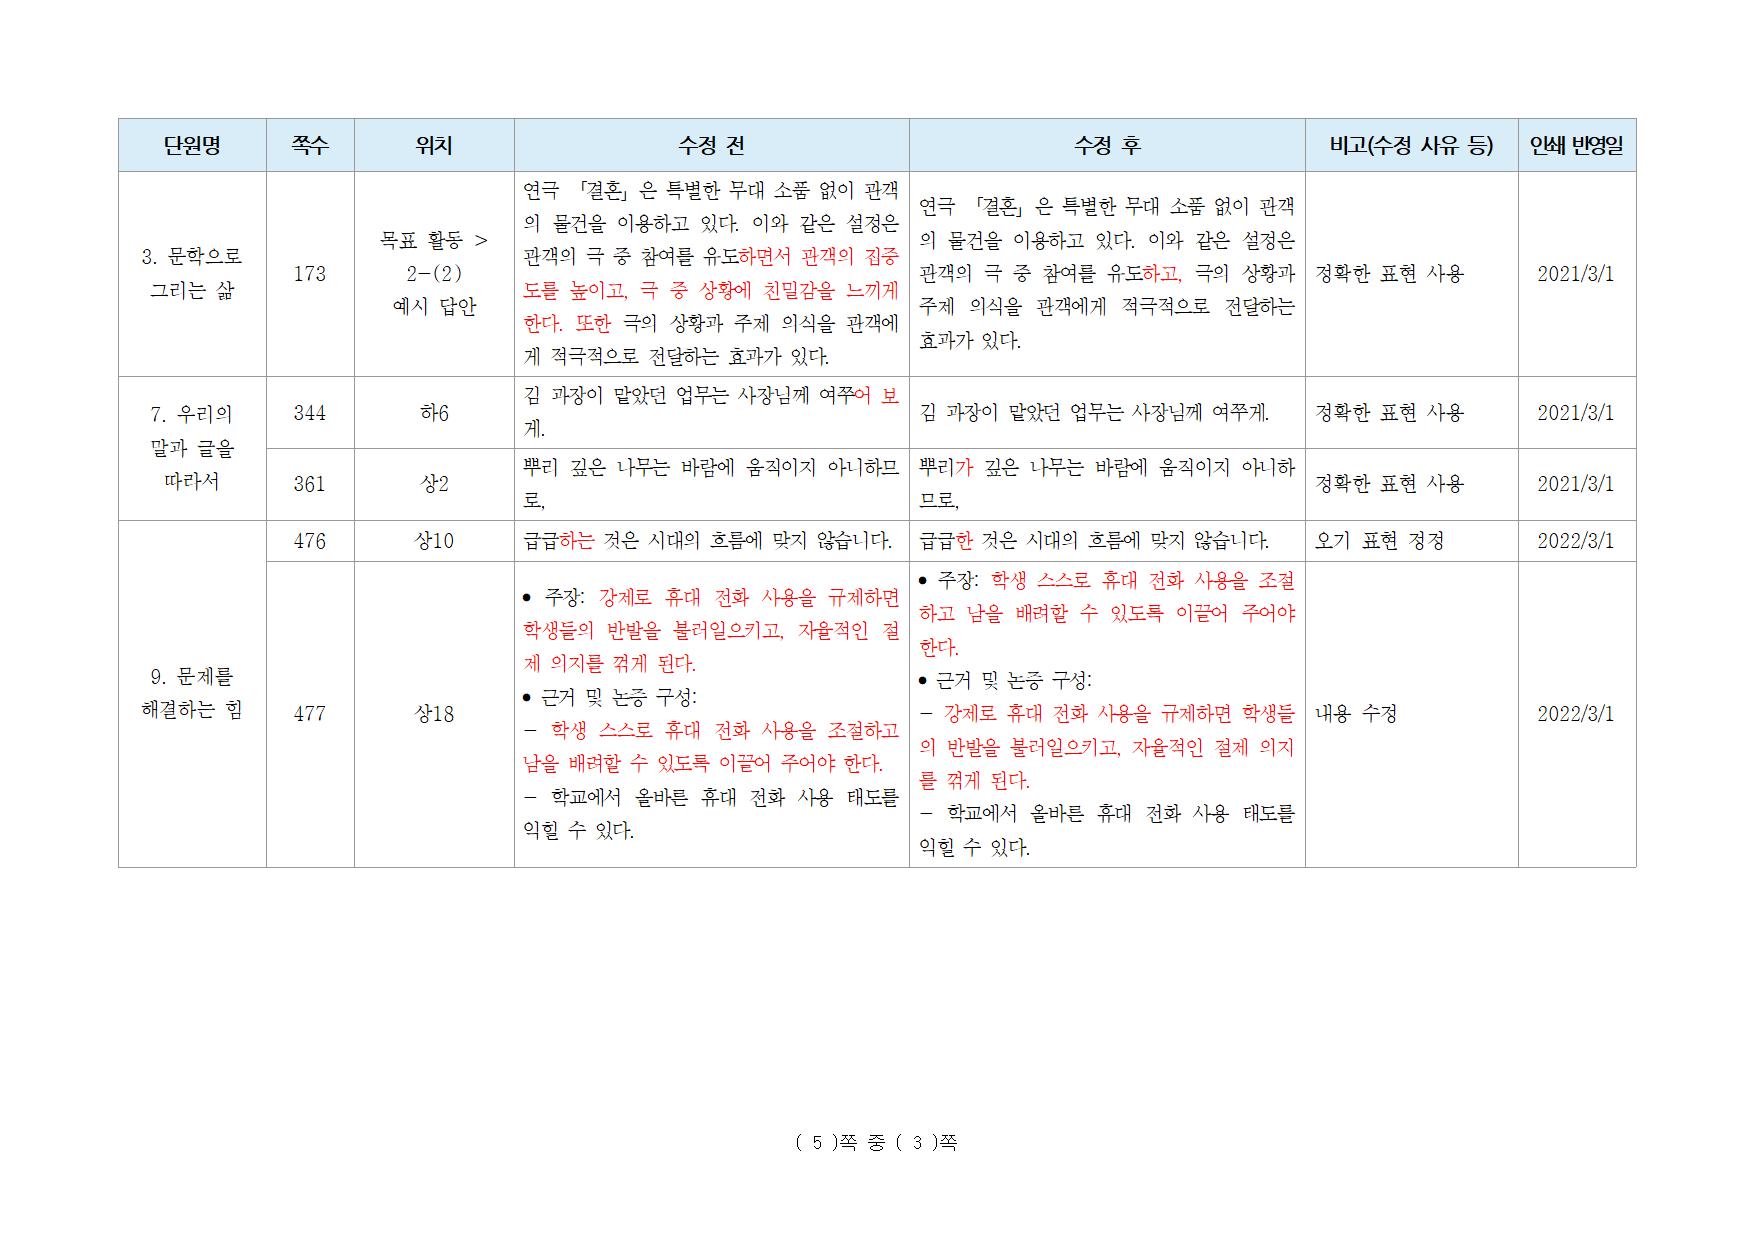 단원명 쪽수 위치 수정 전 수정 후 비고(수정 사유 등) 인쇄 반영일
3. 문학으로
그리는 삶
173
목표 활동 >
2-(2)
예시 답안
연극 「결혼」은 특별한 무대 소품 없이 관객
의 물건을 이용하고 있다. 이와 같은 설정은
관객의 극 중 참여를 유도하면서 관객의 집중
도를 높이고, 극 중 상황에 친밀감을 느끼게
한다. 또한 극의 상황과 주제 의식을 관객에
게 적극적으로 전달하는 효과가 있다.
연극 「결혼」은 특별한 무대 소품 없이 관객
의 물건을 이용하고 있다. 이와 같은 설정은
관객의 극 중 참여를 유도하고, 극의 상황과
주제 의식을 관객에게 적극적으로 전달하는
효과가 있다.
정확한 표현 사용
2021/3/1
7. 우리의
말과 글을
따라서
344
하6
김 과장이 맡았던 업무는 사장님께 여쭈어 보
게.
김 과장이 맡았던 업무는 사장님께 여쭈게.
정확한 표현 사용
2021/3/1
361
상2
뿌리 깊은 나무는 바람에 움직이지 아니하므
로,
뿌리가 깊은 나무는 바람에 움직이지 아니하
므로,
정확한 표현 사용
2021/3/1
9. 문제를
해결하는 힘
476
상10
급급하는 것은 시대의 흐름에 맞지 않습니다.
급급한 것은 시대의 흐름에 맞지 않습니다.
오기 표현 정정
2022/3/1
477
상18
• 주장: 강제로 휴대 전화 사용을 규제하면
학생들의 반발을 불러일으키고, 자율적인 절
제 의지를 꺾게 된다.
• 근거 및 논증 구성:
- 학생 스스로 휴대 전화 사용을 조절하고
남을 배려할 수 있도록 이끌어 주어야 한다.
- 학교에서 올바른 휴대 전화 사용 태도를
익힐 수 있다.
• 주장: 학생 스스로 휴대 전화 사용을 조절
하고 남을 배려할 수 있도록 이끌어 주어야
한다.
• 근거 및 논증 구성:
- 강제로 휴대 전화 사용을 규제하면 학생들
의 반발을 불러일으키고, 자율적인 절제 의지
를 꺾게 된다.
- 학교에서 올바른 휴대 전화 사용 태도를
익힐 수 있다.
내용 수정
2022/3/1
( 5 )쪽 중 ( 3 )쪽